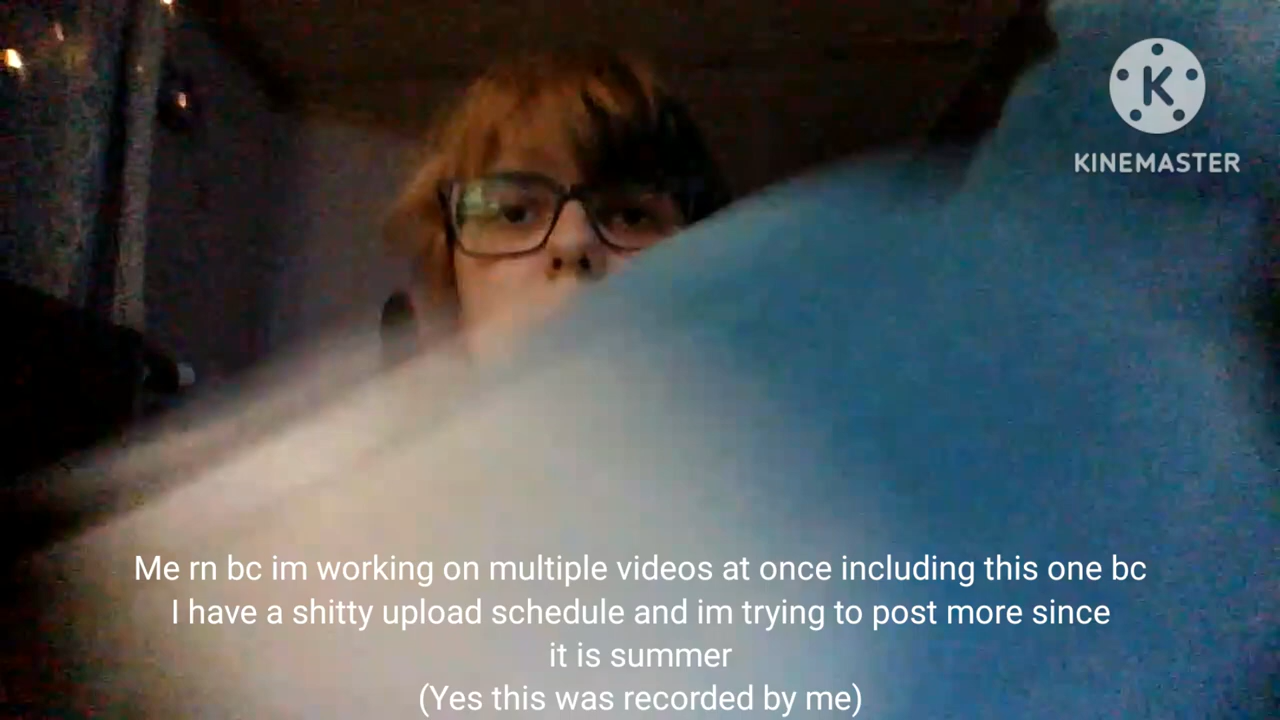 KINEMASTER
Me rn bc im working on multiple videos at once including this one bc
I have a shitty upload schedule and im trying to post more since
it is summer
(Yes this was recorded by me)